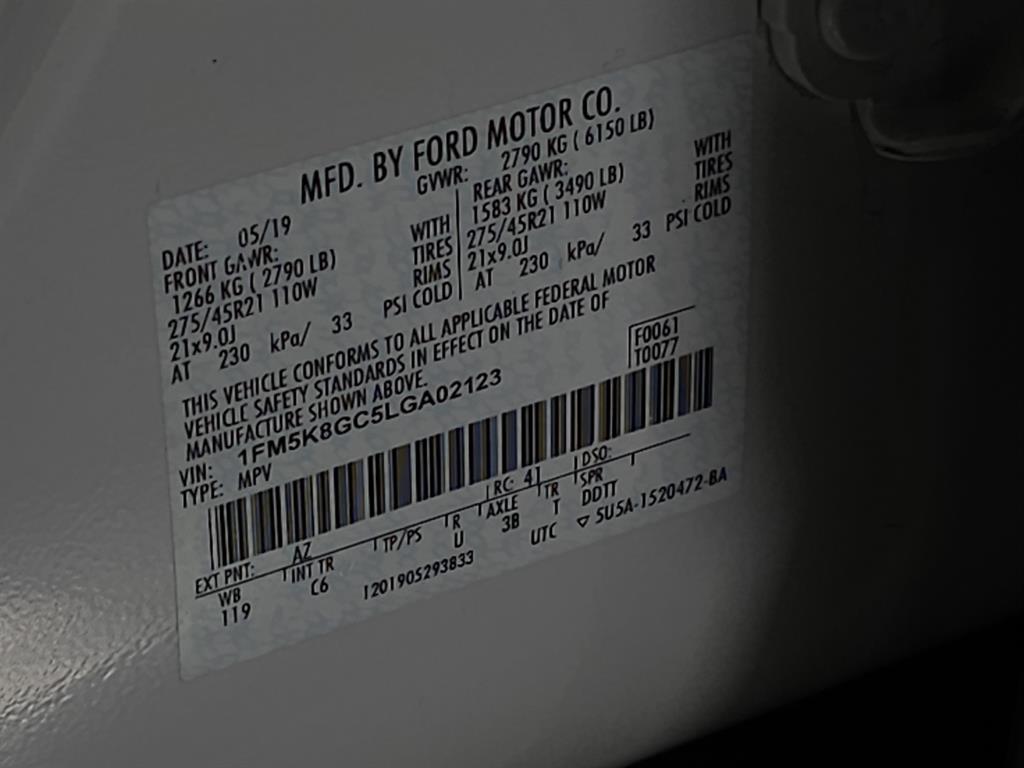 MFD. BY FORD MOTOR CO.
DATE: 05/19
GVWR: 2790 KG ( 6150 LB)
FRONT GAWR:
1266 KG ( 2790 LB)
WITH
275/45R21 110W
TIRES
21x9.0J
RIMS
AT 230 kPa/ 33 PSI COLD
REAR GAWR:
1583 KG ( 3490 LB)
WITH
275/45R21 110W
TIRES
21x9.0J
RIMS
AT 230 kPa/ 33 PSI COLD
THIS VEHICLE CONFORMS TO ALL APPLICABLE FEDERAL MOTOR
VEHICLE SAFETY STANDARDS IN EFFECT ON THE DATE OF
MANUFACTURE SHOWN ABOVE.
F0061
T0077
VIN: 1FM5K8GC5LGA02123
TYPE: MPV
EXT PNT: AZ RC: 41 DSO:
WB INT TR TP/PS R AXLE TR SPR
119 C6 U 3B T DDTT
1201905293833 UTC ▽ 5U5A-1520472-BA